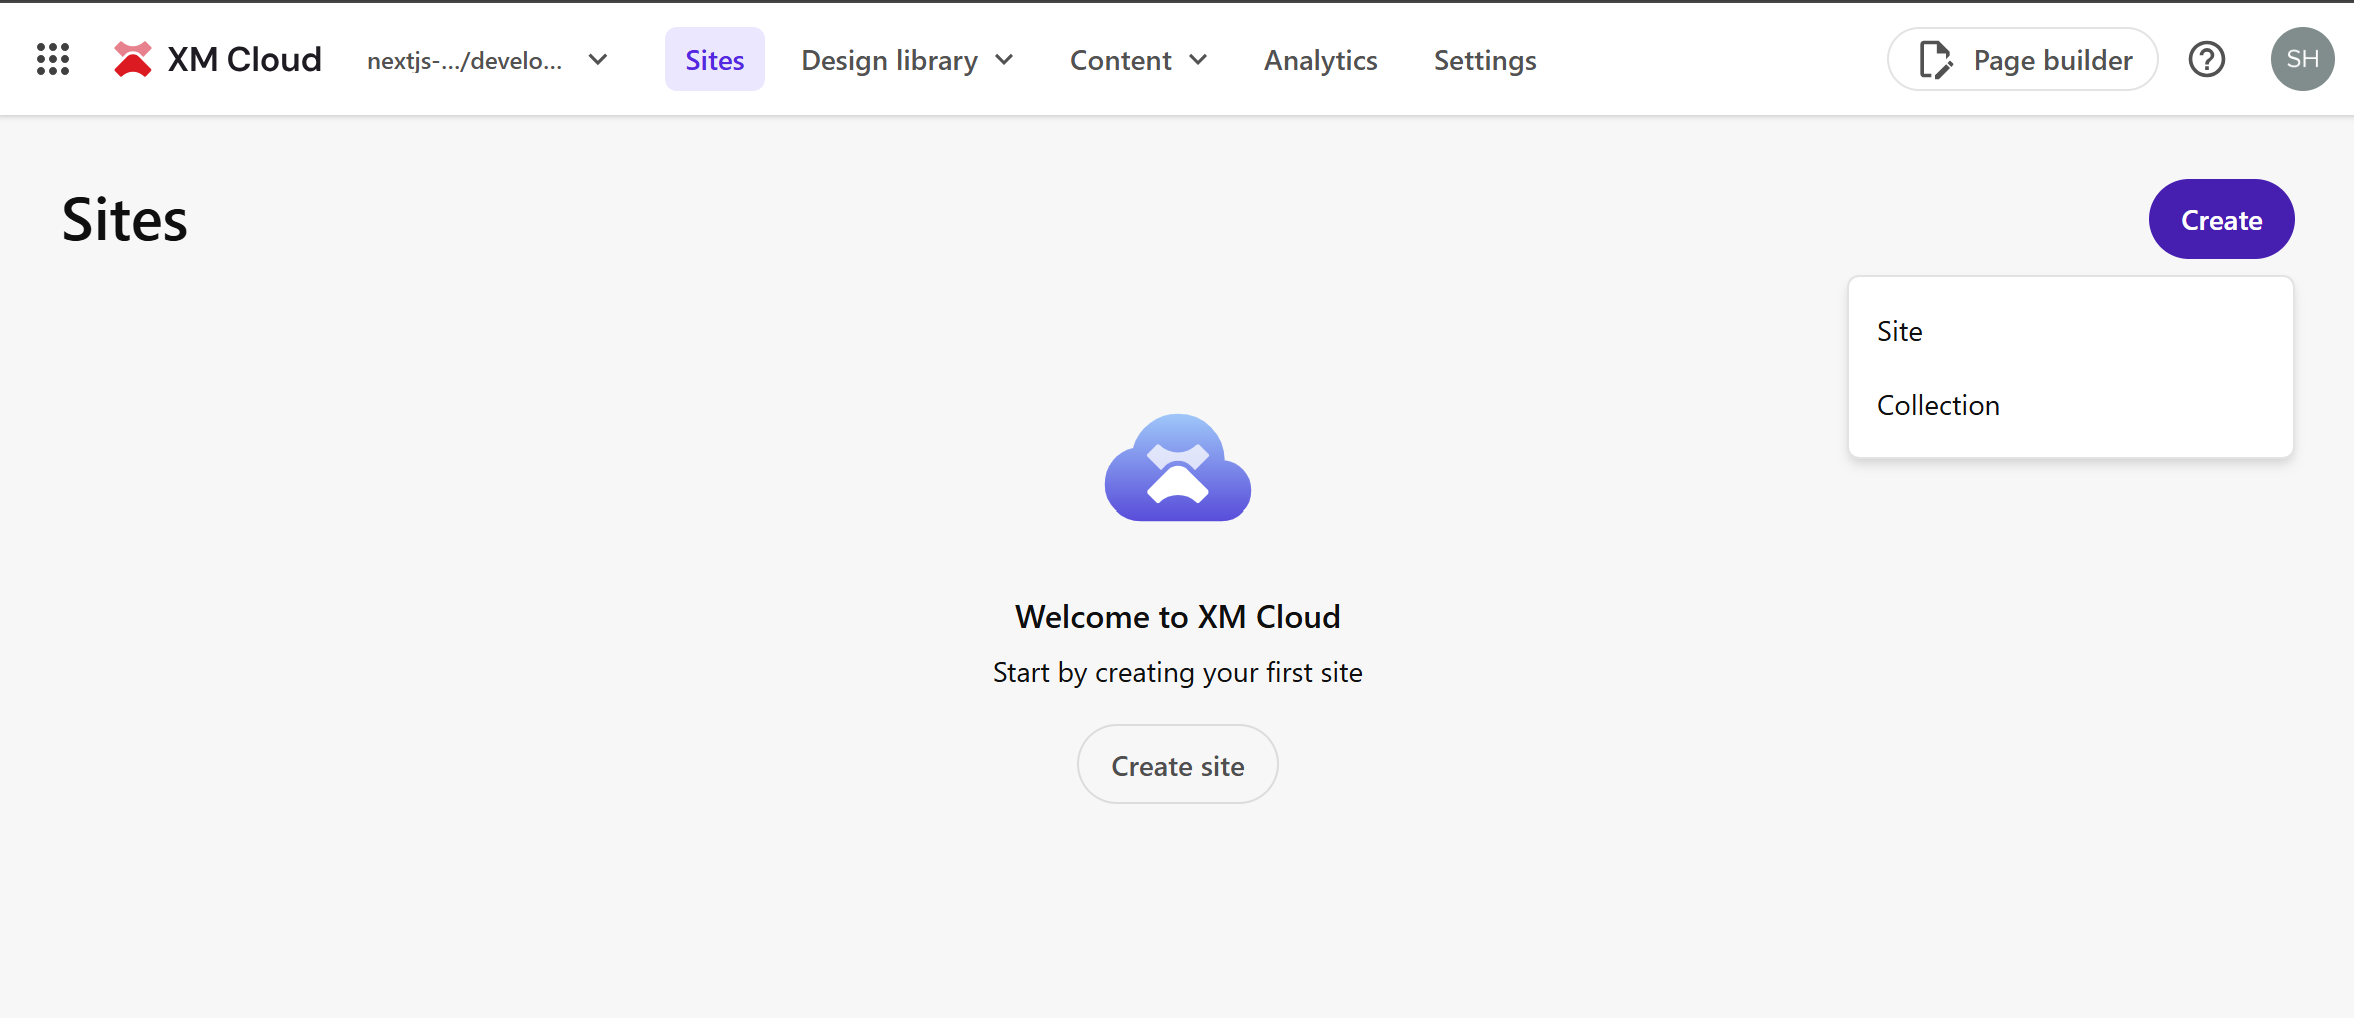 XM Cloud nextjs-.../develo... Sites Design library Content Analytics Settings Page builder SH
Sites
Create
Site
Collection
Welcome to XM Cloud
Start by creating your first site
Create site